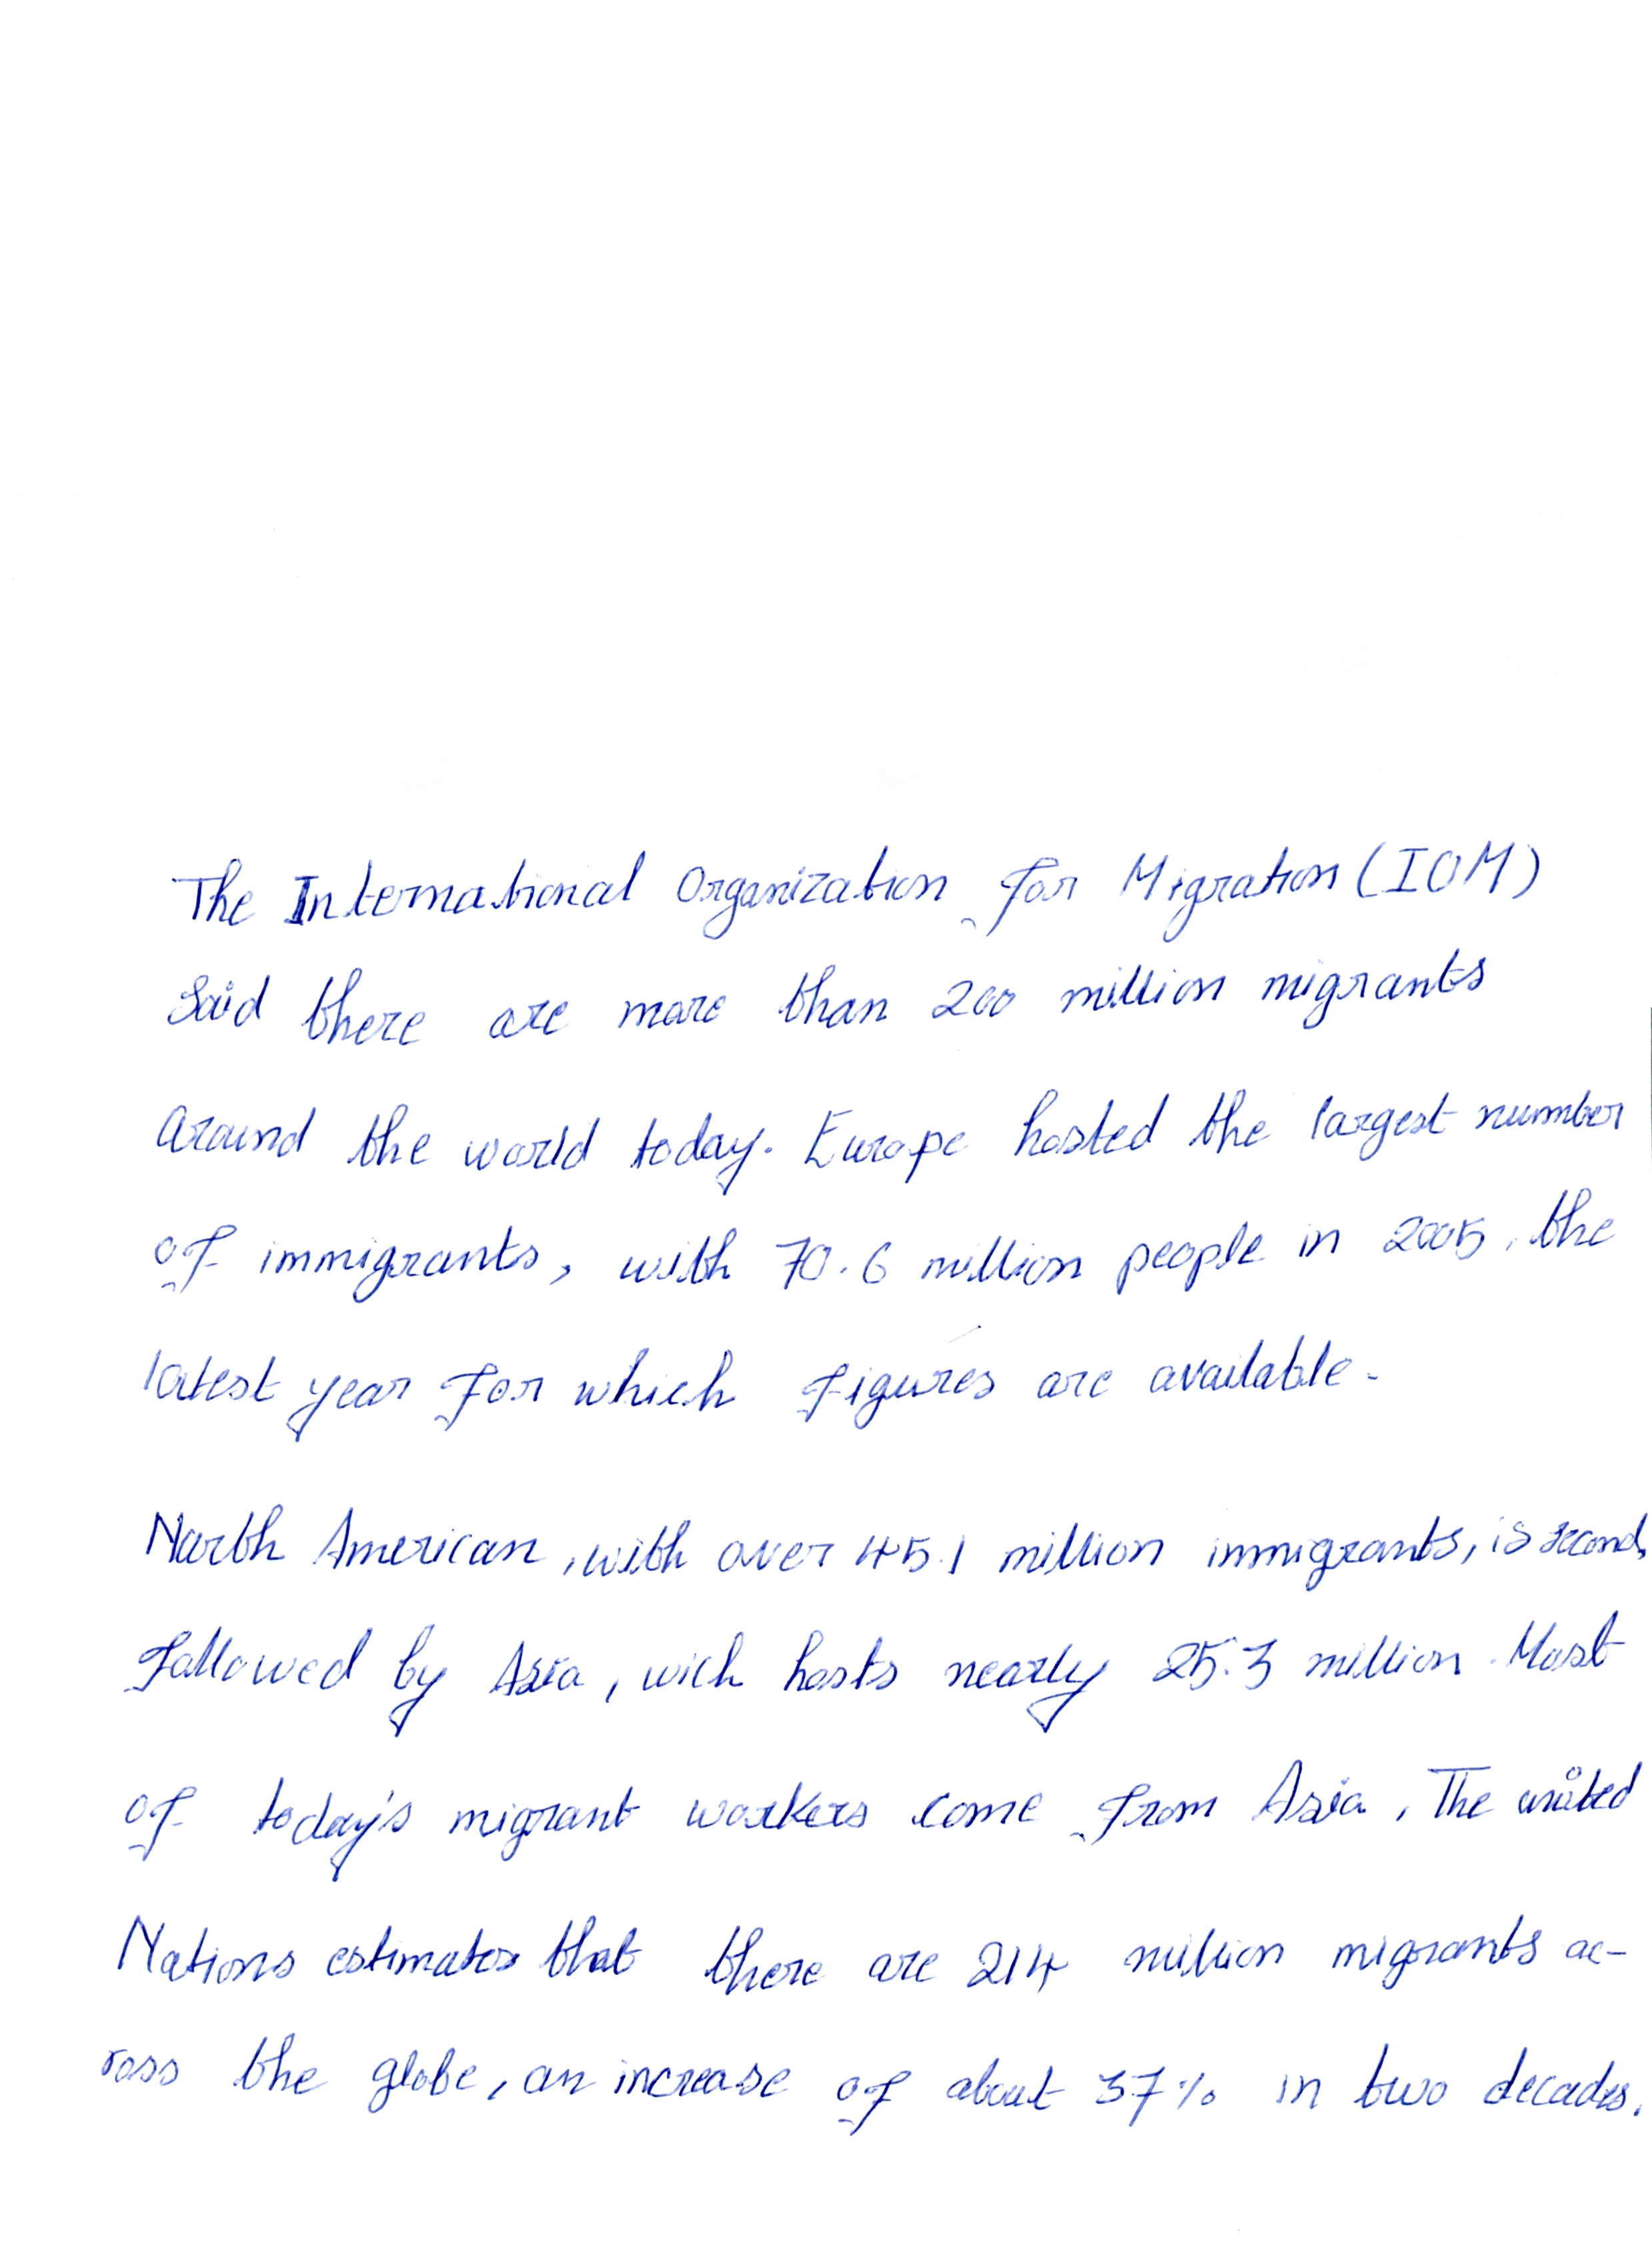 The International Organization for Migration (IOM)
Said there are more than 200 million migrants
around the world today. Europe hosted the largest number
of immigrants, with 70.6 million people in 2005, the
latest year for which figures are available.
North American, with over 45.1 million immigrants, is second,
followed by Asia, wich hosts nearly 25.3 million. Most
of today's migrant workers come from Asia, The united
Nations estimates that there are 214 million migrants ac-
ross the globe, an increase of about 37% in two decades.